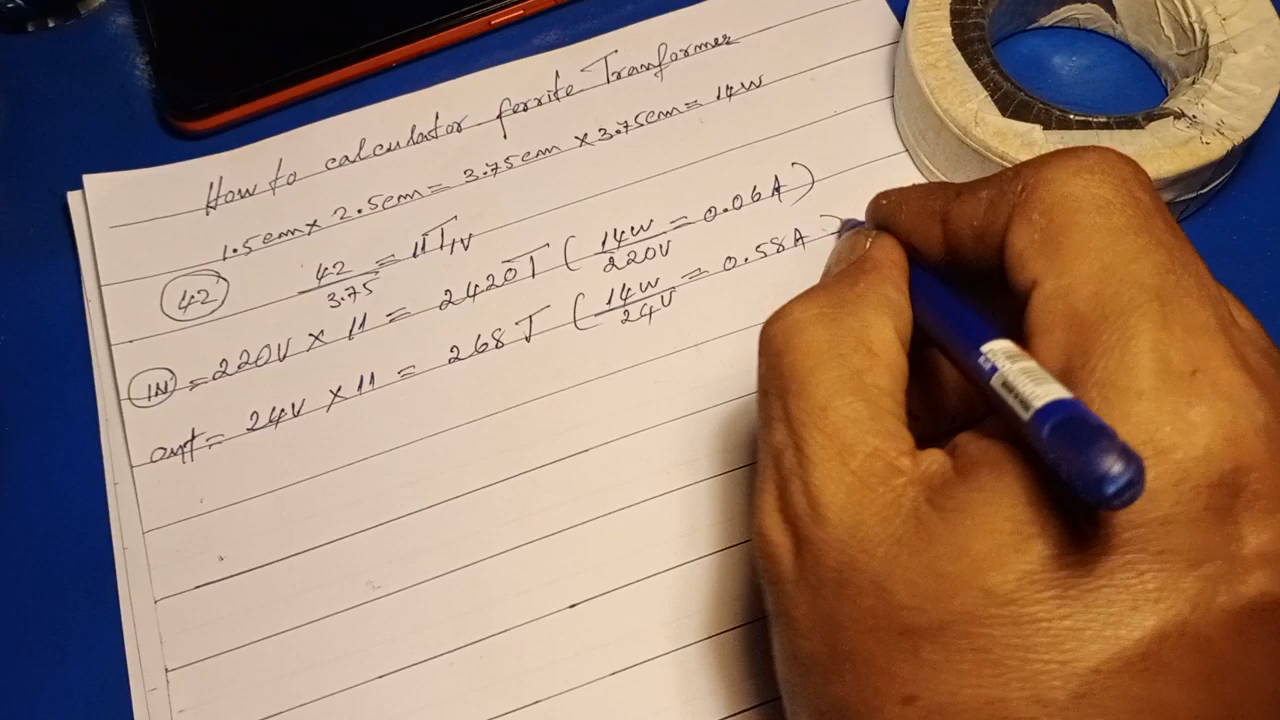 How to calculator ferrite Tranformer
1.5cm x 2.5cm = 3.75cm x 3.75cm = 14W
42 42/3.75 = 11T/1V
IN = 220V x 11 = 2420T (14W/220V = 0.06A)
out = 24V x 11 = 268T (14W/24V = 0.58A)